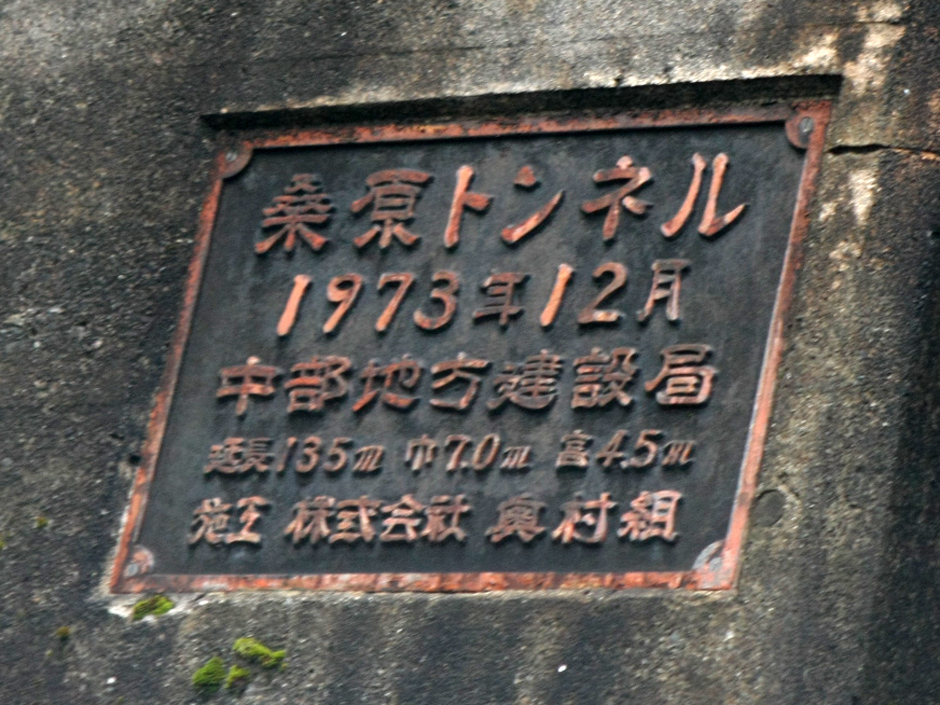 桑原トンネル
1973年12月
中部地方建設局
延長135m 巾7.0m 高4.5m
施工 株式会社 奥村組